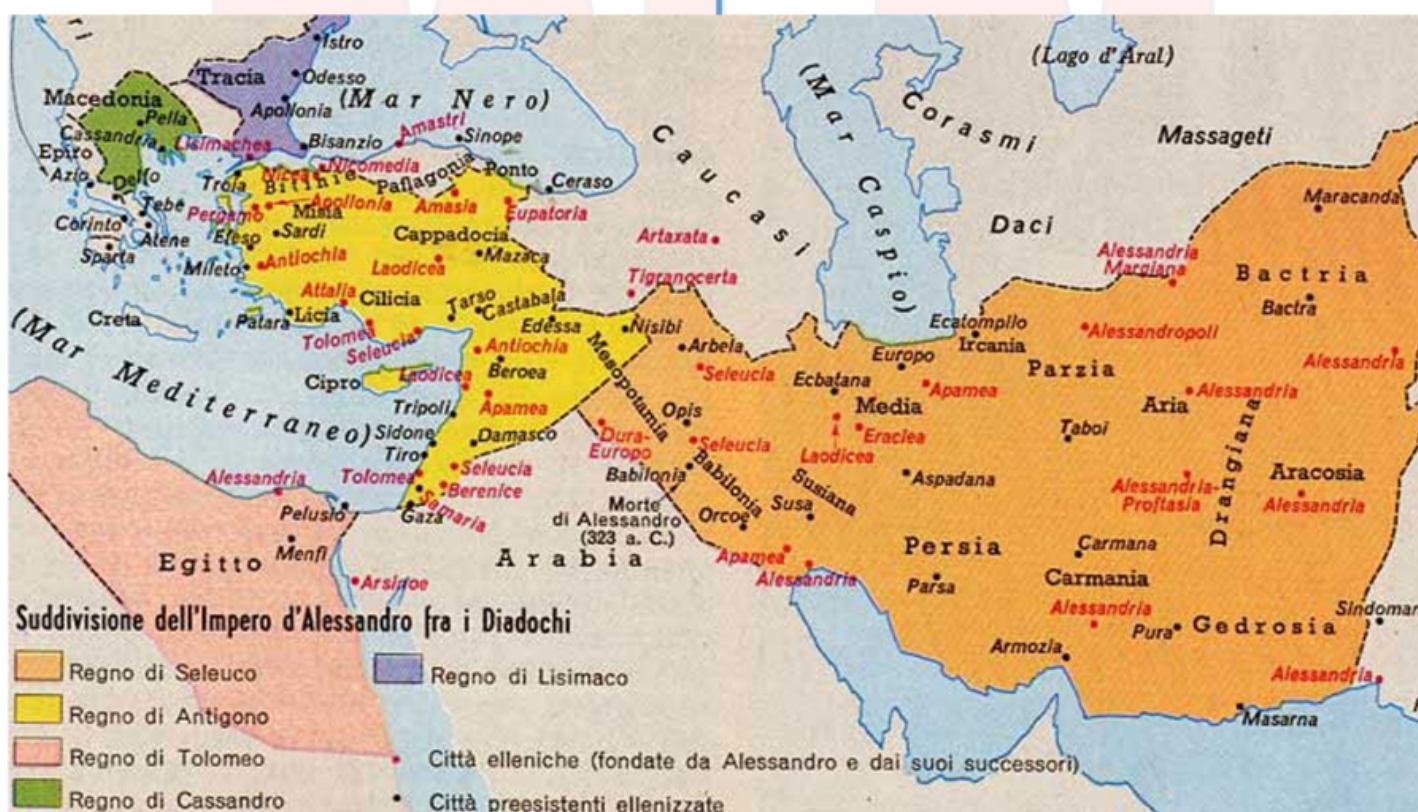 Istro
Tracia
Odesso
(Mar Nero)
Macedonia
Apollonia
Pella
Cassandria
Lisimachea
Bisanzio
Amastri
Sinope
Epiro
Azio
Delfo
Troia
Nicea
Nicomedia
Bitinie
Paflagonia
Ponto
Ceraso
Tebe
Pergamo
Misia
Apollonia
Amasia
Eupatoria
Corinto
Atene
Efeso
Sardi
Cappadocia
Sparta
Mileto
Antiochia
Laodicea
Mazaca
Attalia
Cilicia
Tarso
Castabala
Creta
Patara
Licia
Tolomea
Seleucia
Edessa
Nisibi
Antiochia
Cipro
Laodicea
Beroea
Mesopotamia
(Mar Mediterraneo)
Tripoli
Apamea
Sidone
Damasco
Tiro
Alessandria
Tolomea
Seleucia
Berenice
Samaria
Pelusio
Gaza
Egitto
Menfi
Arsinoe
Arabia
Caucasi
Artaxata
Tigranocerta
(Mar Caspio)
(Lago d'Aral)
Corasmi
Massageti
Daci
Maracanda
Alessandria
Margiana
Bactria
Bactra
Ecatompilo
Ircania
Alessandropoli
Arbela
Europo
Parzia
Alessandria
Seleucia
Ecbatana
Apamea
Alessandria
Opis
Media
Aria
Dura-
Europo
Seleucia
Eraclea
Laodicea
Taboi
Drangiana
Babilonia
Babilonia
Susiana
Aspadana
Alessandria-
Proftasia
Aracosia
Alessandria
Morte
di Alessandro
(323 a. C.)
Orcoe
Susa
Apamea
Alessandria
Persia
Parsa
Carmana
Carmania
Alessandria
Pura
Gedrosia
Sindoman
Armozia
Alessandria
Masarna
Suddivisione dell'Impero d'Alessandro fra i Diadochi
Regno di Seleuco
Regno di Lisimaco
Regno di Antigono
Regno di Tolomeo
Città elleniche (fondate da Alessandro e dai suoi successori)
Regno di Cassandro
Città preesistenti ellenizzate